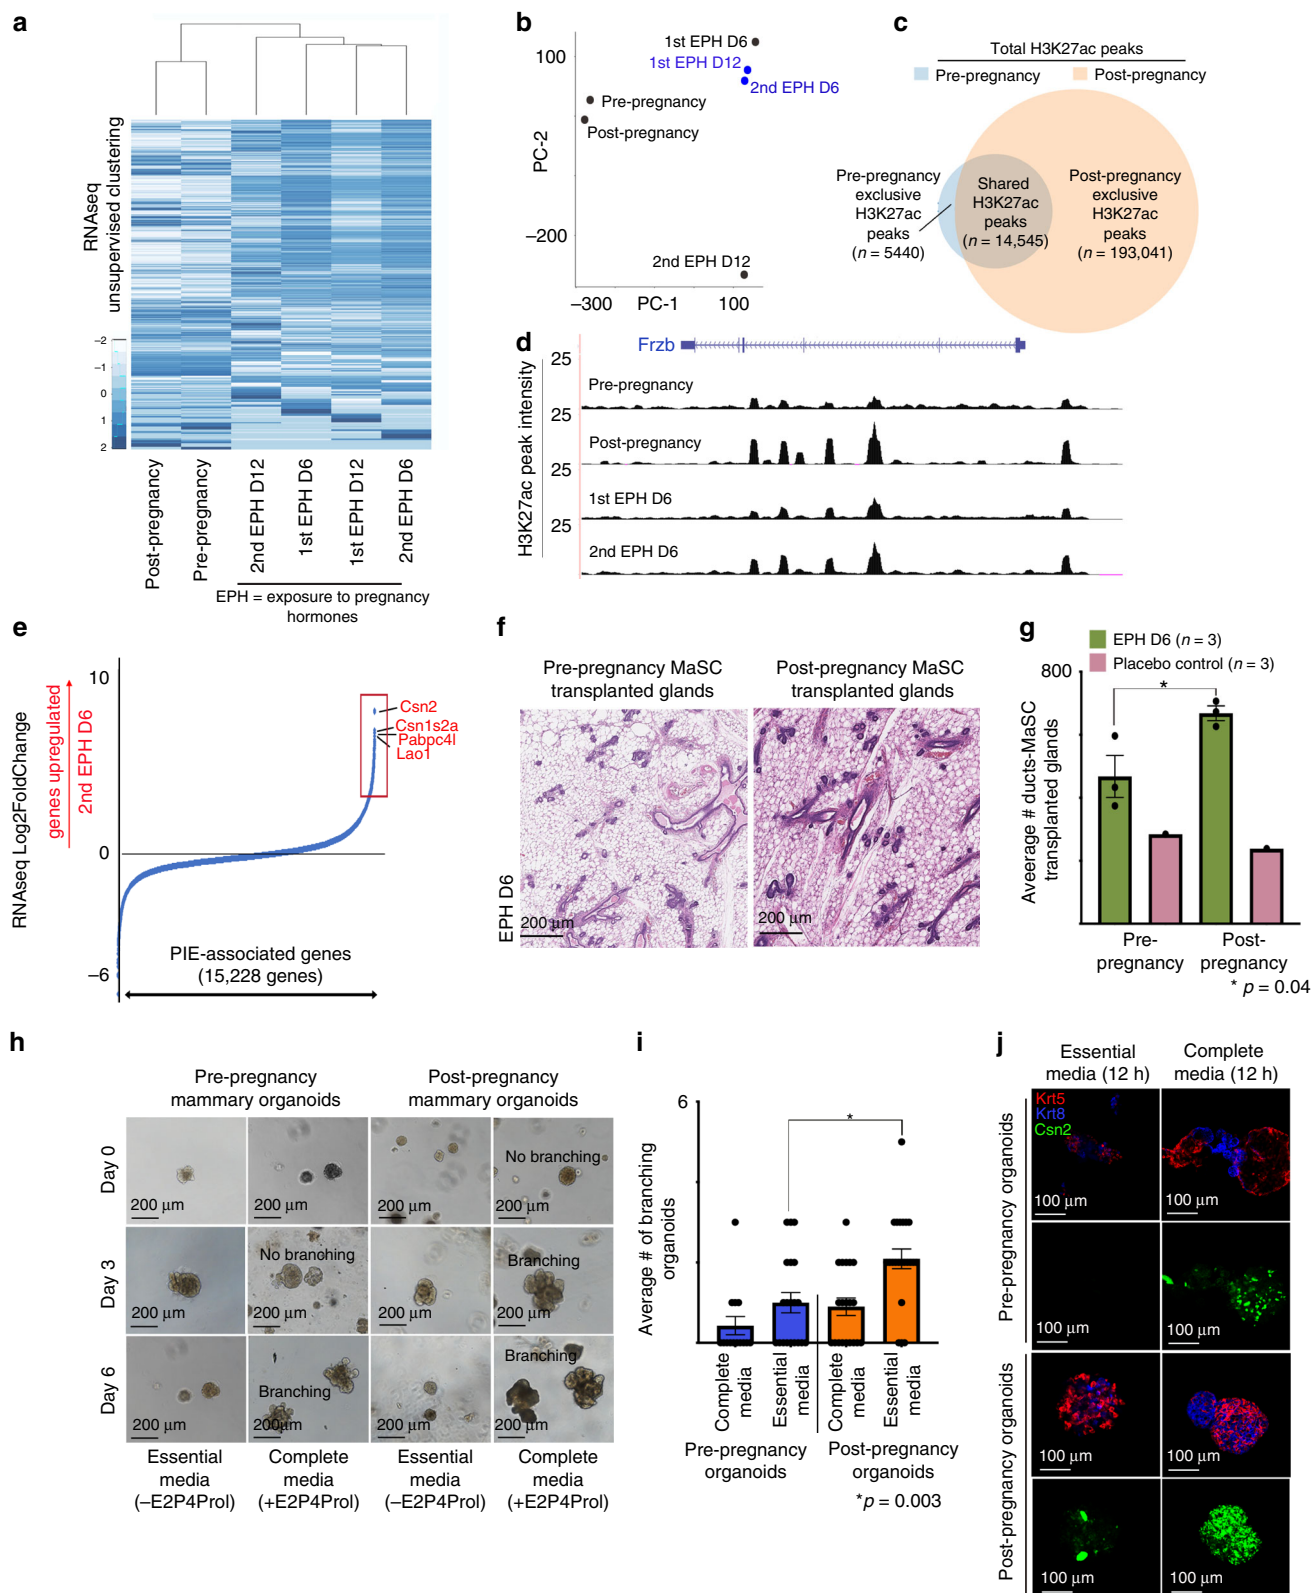 a
RNAseq
unsupervised clustering
−2
−1
0
1
2
Post-pregnancy
Pre-pregnancy
2nd EPH D12
1st EPH D6
1st EPH D12
2nd EPH D6
EPH = exposure to pregnancy
hormones
b
100
−200
PC-2
1st EPH D6
1st EPH D12
2nd EPH D6
Pre-pregnancy
Post-pregnancy
2nd EPH D12
−300
PC-1
100
c
Total H3K27ac peaks
Pre-pregnancy
Post-pregnancy
Pre-pregnancy
exclusive
H3K27ac
peaks
(n = 5440)
Shared
H3K27ac
peaks
(n = 14,545)
Post-pregnancy
exclusive
H3K27ac
peaks
(n = 193,041)
d
Frzb
H3K27ac peak intensity
25
Pre-pregnancy
25
Post-pregnancy
25
1st EPH D6
25
2nd EPH D6
e
RNAseq Log2FoldChange
genes upregulated
2nd EPH D6
10
0
−6
Csn2
Csn1s2a
Pabpc4l
Lao1
PIE-associated genes
(15,228 genes)
f
Pre-pregnancy MaSC
transplanted glands
Post-pregnancy MaSC
transplanted glands
EPH D6
200 µm
200 µm
g
EPH D6 (n = 3)
Placebo control (n = 3)
800
*
Aveerage # ducts-MaSC
transplanted glands
Pre-
pregnancy
Post-
pregnancy
* p = 0.04
h
Pre-pregnancy
mammary organoids
Post-pregnancy
mammary organoids
Day 0
200 µm
200 µm
200 µm
No branching
200 µm
Day 3
200 µm
No branching
200 µm
200 µm
Branching
200 µm
Day 6
200 µm
Branching
200µm
200 µm
Branching
200 µm
Essential
media
(−E2P4Prol)
Complete
media
(+E2P4Prol)
Essential
media
(−E2P4Prol)
Complete
media
(+E2P4Prol)
i
6
*
Average # of branching
organoids
Complete
media
Essential
media
Complete
media
Essential
media
Pre-pregnancy
organoids
Post-pregnancy
organoids
*p = 0.003
j
Essential
media (12 h)
Complete
media (12 h)
Krt5
Krt8
Csn2
Pre-pregnancy organoids
100 µm
100 µm
100 µm
100 µm
Post-pregnancy organoids
100 µm
100 µm
100 µm
100 µm